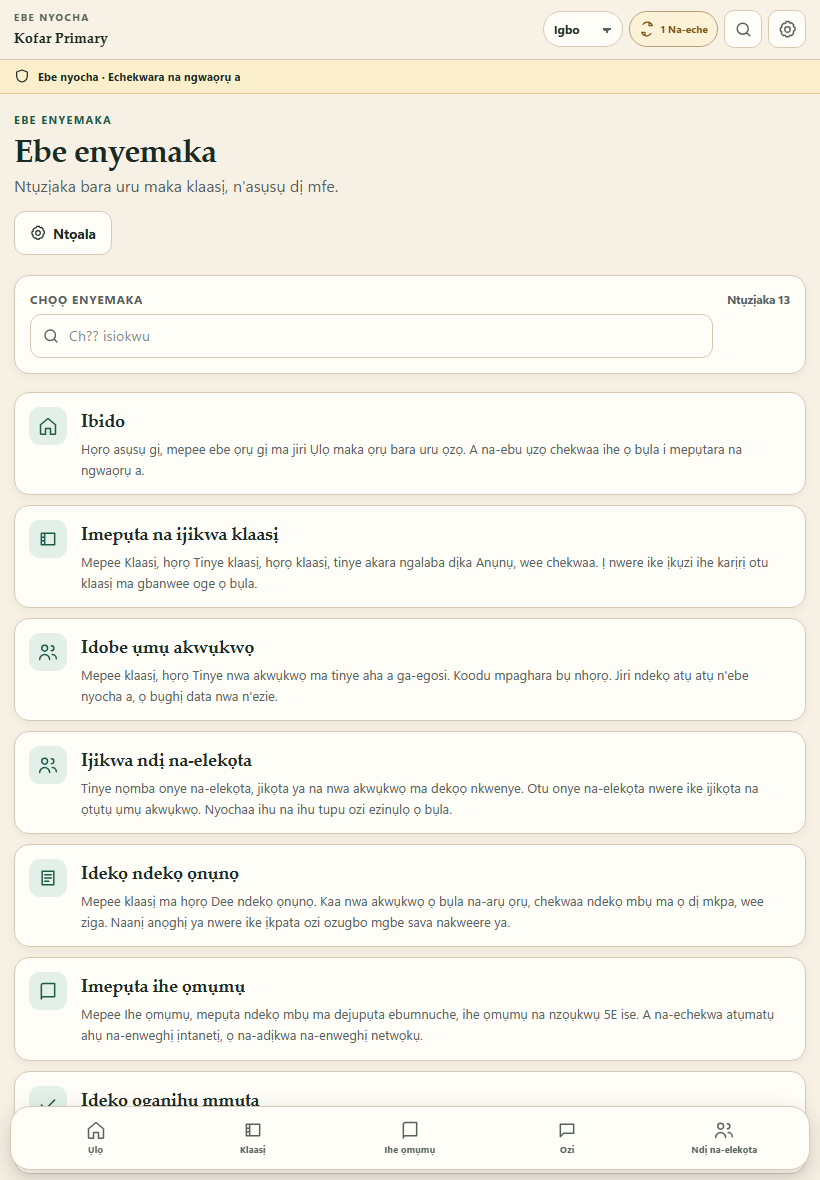 EBE NYOCHA
Kofar Primary
Igbo
1 Na-eche
Ebe nyocha · Echekwara na ngwaọrụ a
EBE ENYEMAKA
Ebe enyemaka
Ntụzịaka bara uru maka klaasị, n'asụsụ dị mfe.
Ntọala
CHỌỌ ENYEMAKA
Ntụzịaka 13
Ch?? isiokwu
Ibido
Họrọ asụsụ gị, mepee ebe ọrụ gị ma jiri Ụlọ maka ọrụ bara uru ọzọ. A na-ebu ụzọ chekwaa ihe ọ bụla i mepụtara na
ngwaọrụ a.
Imepụta na ijikwa klaasị
Mepee Klaasị, họrọ Tinye klaasị, họrọ klaasị, tinye akara ngalaba dịka Anụnụ, wee chekwaa. Ị nwere ike ịkụzi ihe karịrị otu
klaasị ma gbanwee oge ọ bụla.
Idobe ụmụ akwụkwọ
Mepee klaasị, họrọ Tinye nwa akwụkwọ ma tinye aha a ga-egosi. Koodu mpaghara bụ nhọrọ. Jiri ndekọ atụ atụ n'ebe
nyocha a, ọ bụghị data nwa n'ezie.
Ijikwa ndị na-elekọta
Tinye nọmba onye na-elekọta, jikọta ya na nwa akwụkwọ ma dekọọ nkwenye. Otu onye na-elekọta nwere ike ijikọta na
ọtụtụ ụmụ akwụkwọ. Nyochaa ihu na ihu tupu ozi ezinụlọ ọ bụla.
Idekọ ndekọ ọnụnọ
Mepee klaasị ma họrọ Dee ndekọ ọnụnọ. Kaa nwa akwụkwọ ọ bụla na-arụ ọrụ, chekwaa ndekọ mbụ ma ọ dị mkpa, wee
ziga. Naanị anọghị ya nwere ike ịkpata ozi ozugbo mgbe sava nakweere ya.
Imepụta ihe ọmụmụ
Mepee Ihe ọmụmụ, mepụta ndekọ mbụ ma dejupụta ebumnuche, ihe ọmụmụ na nzọụkwụ 5E ise. A na-echekwa atụmatụ
ahụ na-enweghị ịntanetị, ọ na-adịkwa na-enweghị netwọkụ.
Idekọ oganihu mmụta
Ụlọ
Klaasị
Ihe ọmụmụ
Ozi
Ndị na-elekọta